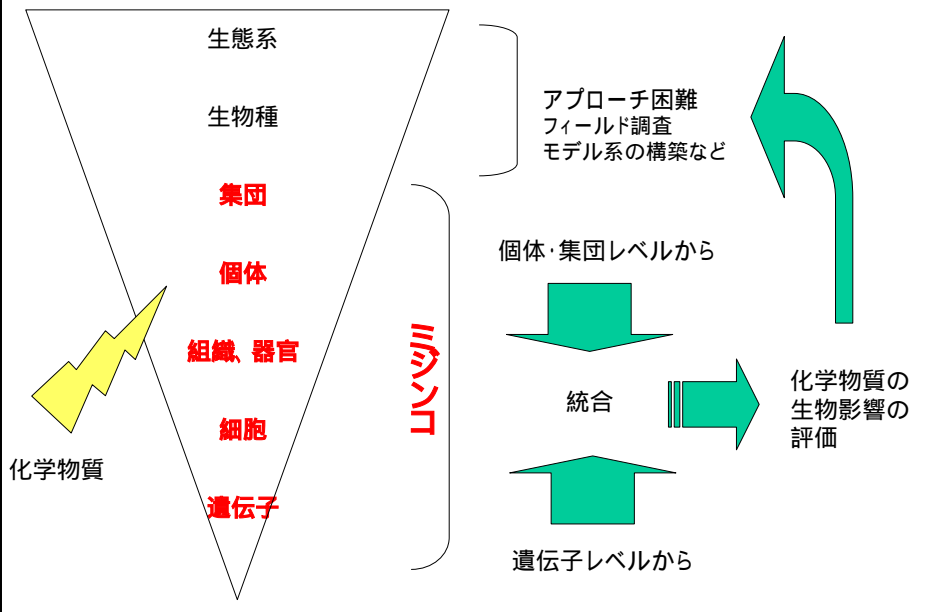 生態系
生物種
集団
個体
組織、器官
細胞
遺伝子
化学物質
ミジンコ
アプローチ困難
フィールド調査
モデル系の構築など
個体・集団レベルから
統合
遺伝子レベルから
化学物質の
生物影響の
評価